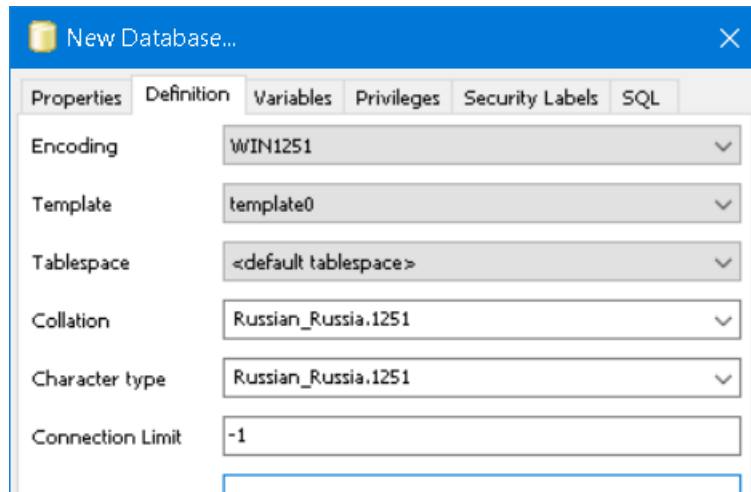 New Database...
Properties Definition Variables Privileges Security Labels SQL
Encoding WIN1251
Template template0
Tablespace <default tablespace>
Collation Russian_Russia.1251
Character type Russian_Russia.1251
Connection Limit -1